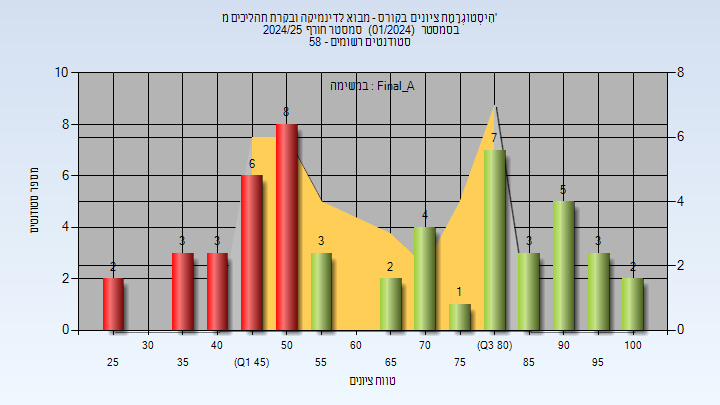 היסטוגרמת ציונים בקורס - מבוא לדינמיקה ובקרת תהליכים מ'
בסמסטר (01/2024) סמסטר חורף 2024/25
סטודנטים רשומים - 58
במשימה : Final_A
10 8
8 6
6 4
4 2
2 0
0
2 3 3 6 8 3 2 4 1 7 3 5 3 2
מספר סטודנטים
30 40 50 60 70 (Q3 80) 90 100
25 35 (Q1 45) 55 65 75 85 95
טווח ציונים